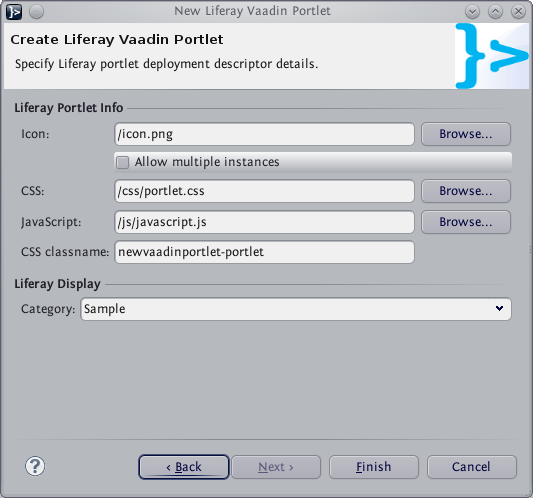 New Liferay Vaadin Portlet
Create Liferay Vaadin Portlet
Specify Liferay portlet deployment descriptor details.
Liferay Portlet Info
Icon: /icon.png Browse...
Allow multiple instances
CSS: /css/portlet.css Browse...
JavaScript: /js/javascript.js Browse...
CSS classname: newvaadinportlet-portlet
Liferay Display
Category: Sample
? < Back Next > Finish Cancel